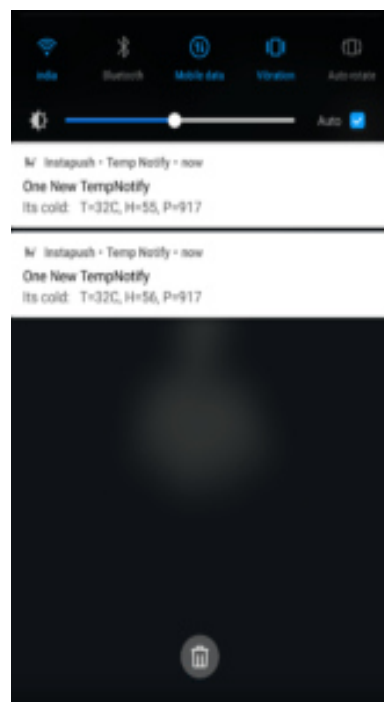 india Bluetooth Mobile data Vibration Auto-rotate
Auto
Instapush • Temp Notify • now
One New TempNotify
Its cold: T=32C, H=55, P=917
Instapush • Temp Notify • now
One New TempNotify
Its cold: T=32C, H=56, P=917